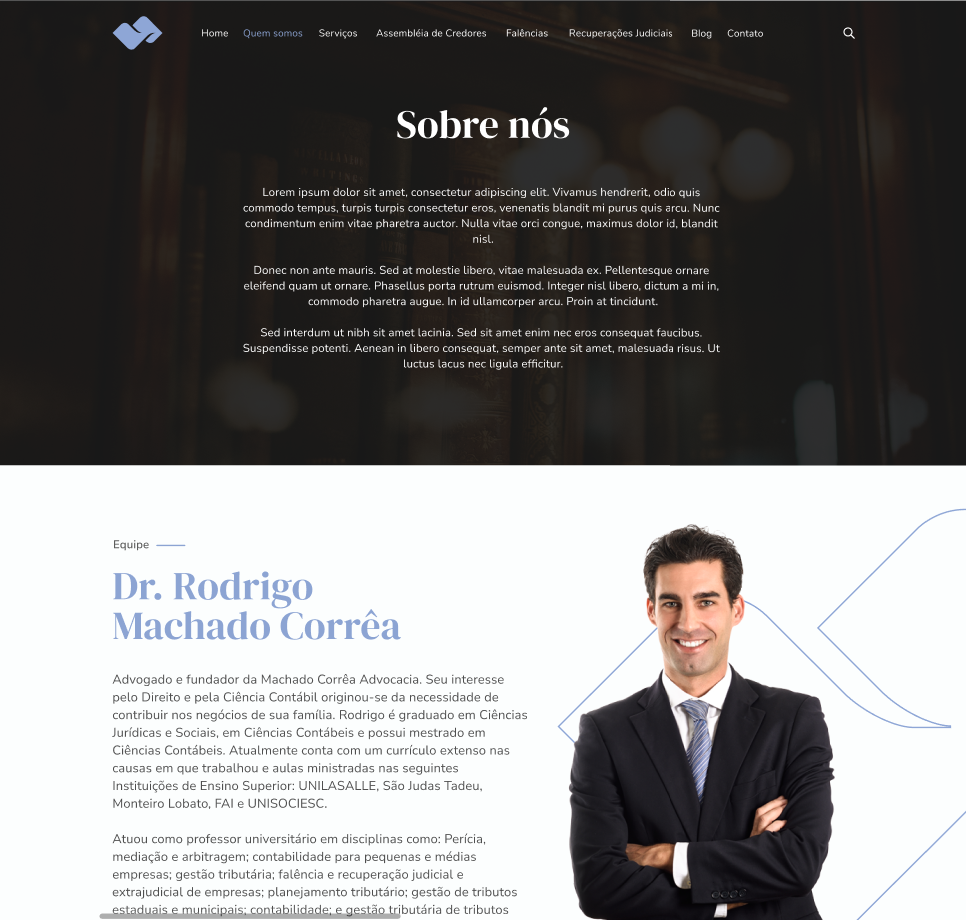 Home Quem somos Serviços Assembléia de Credores Falências Recuperações Judiciais Blog Contato
Sobre nós
Lorem ipsum dolor sit amet, consectetur adipiscing elit. Vivamus hendrerit, odio quis
commodo tempus, turpis turpis consectetur eros, venenatis blandit mi purus quis arcu. Nunc
condimentum enim vitae pharetra auctor. Nulla vitae orci congue, maximus dolor id, blandit
nisl.
Donec non ante mauris. Sed at molestie libero, vitae malesuada ex. Pellentesque ornare
eleifend quam ut ornare. Phasellus porta rutrum euismod. Integer nisl libero, dictum a mi in,
commodo pharetra augue. In id ullamcorper arcu. Proin at tincidunt.
Sed interdum ut nibh sit amet lacinia. Sed sit amet enim nec eros consequat faucibus.
Suspendisse potenti. Aenean in libero consequat, semper ante sit amet, malesuada risus. Ut
luctus lacus nec ligula efficitur.
Equipe
Dr. Rodrigo
Machado Corrêa
Advogado e fundador da Machado Corrêa Advocacia. Seu interesse
pelo Direito e pela Ciência Contábil originou-se da necessidade de
contribuir nos negócios de sua família. Rodrigo é graduado em Ciências
Jurídicas e Sociais, em Ciências Contábeis e possui mestrado em
Ciências Contábeis. Atualmente conta com um currículo extenso nas
causas em que trabalhou e aulas ministradas nas seguintes
Instituições de Ensino Superior: UNILASALLE, São Judas Tadeu,
Monteiro Lobato, FAI e UNISOCIESC.
Atuou como professor universitário em disciplinas como: Perícia,
mediação e arbitragem; contabilidade para pequenas e médias
empresas; gestão tributária; falência e recuperação judicial e
extrajudicial de empresas; planejamento tributário; gestão de tributos
estaduais e municipais; contabilidade; e gestão tributária de tributos